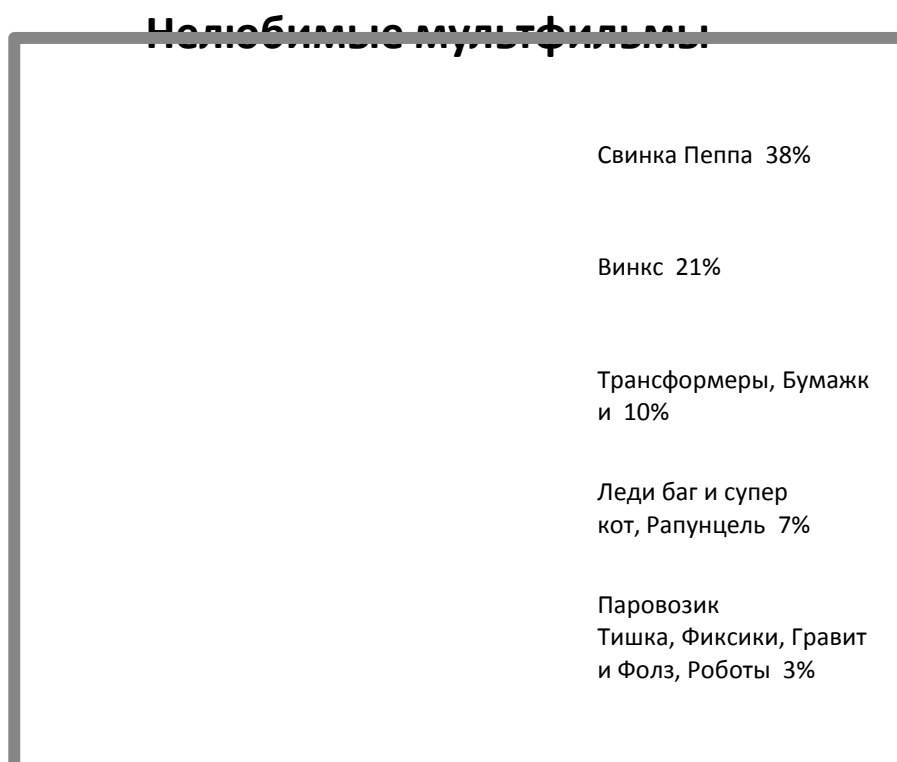 Нелюбимые мультфильмы
Свинка Пеппа 38%
Винкс 21%
Трансформеры, Бумажк
и 10%
Леди баг и супер
кот, Рапунцель 7%
Паровозик
Тишка, Фиксики, Гравит
и Фолз, Роботы 3%